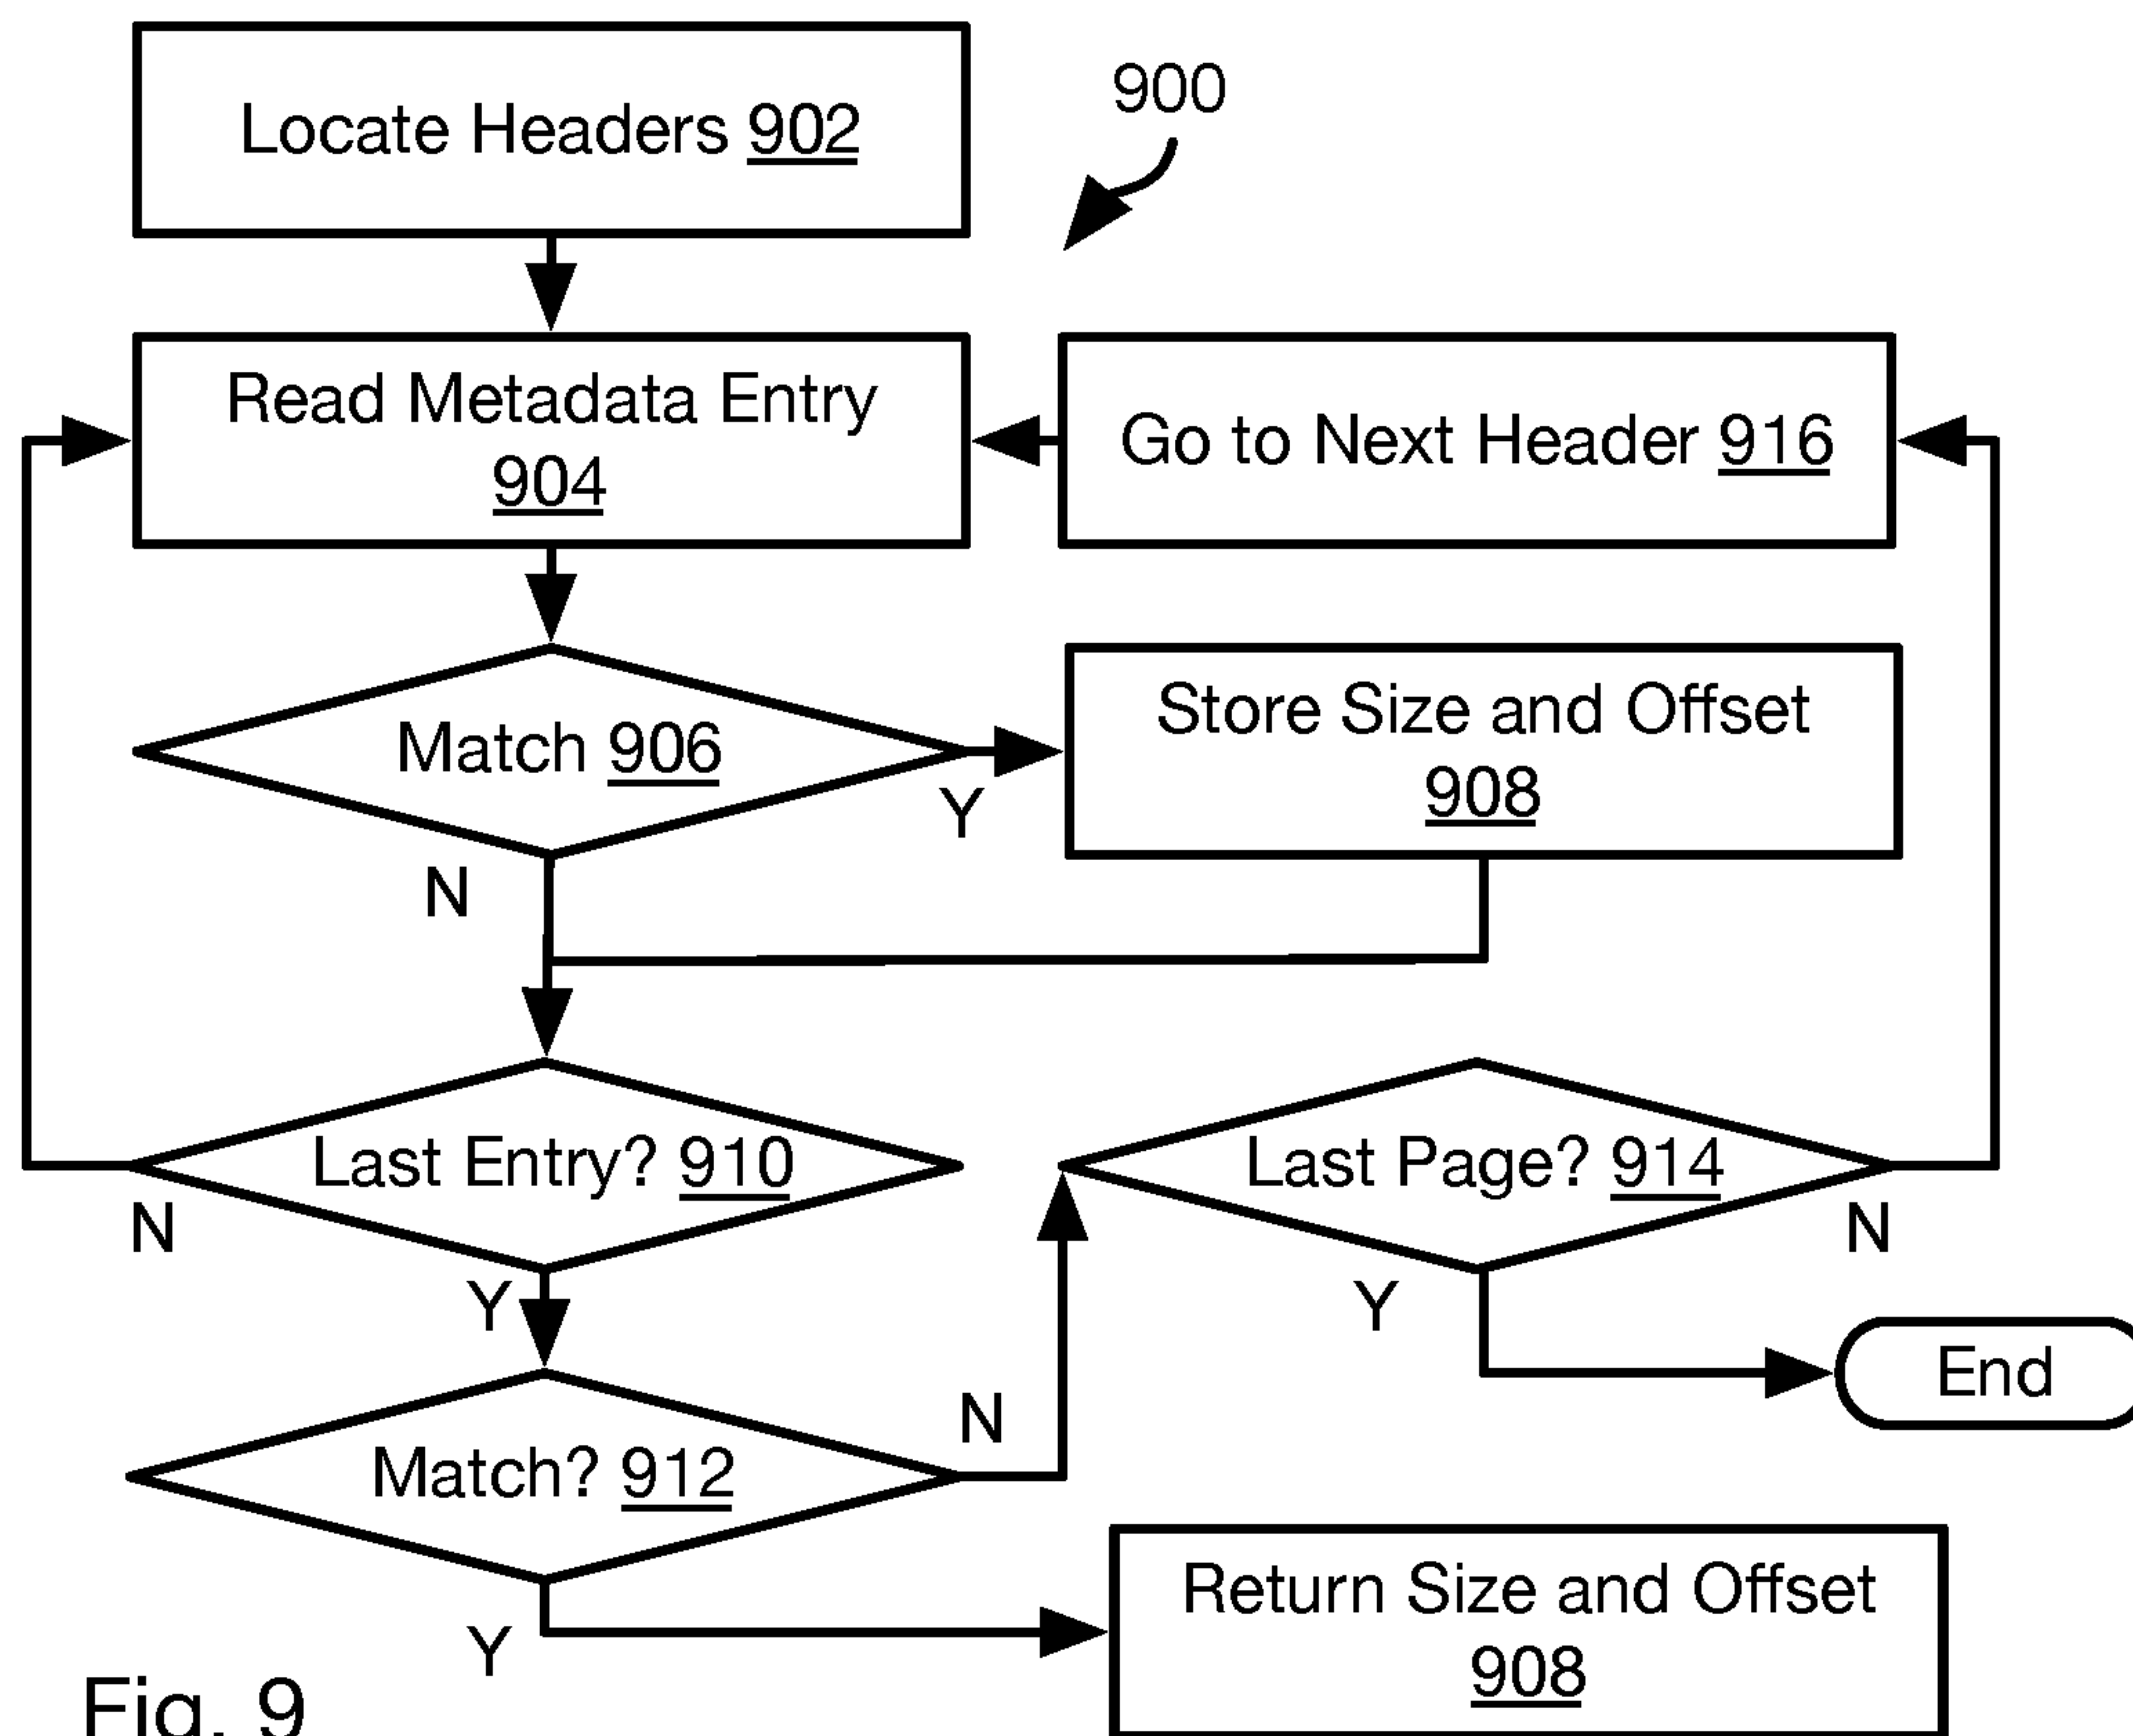 Locate Headers 902
900
Read Metadata Entry
904
Go to Next Header 916
Match 906
Y
N
Store Size and Offset
908
Last Entry? 910
N
Y
Last Page? 914
N
Y
End
Match? 912
N
Y
Return Size and Offset
908
Fig. 9